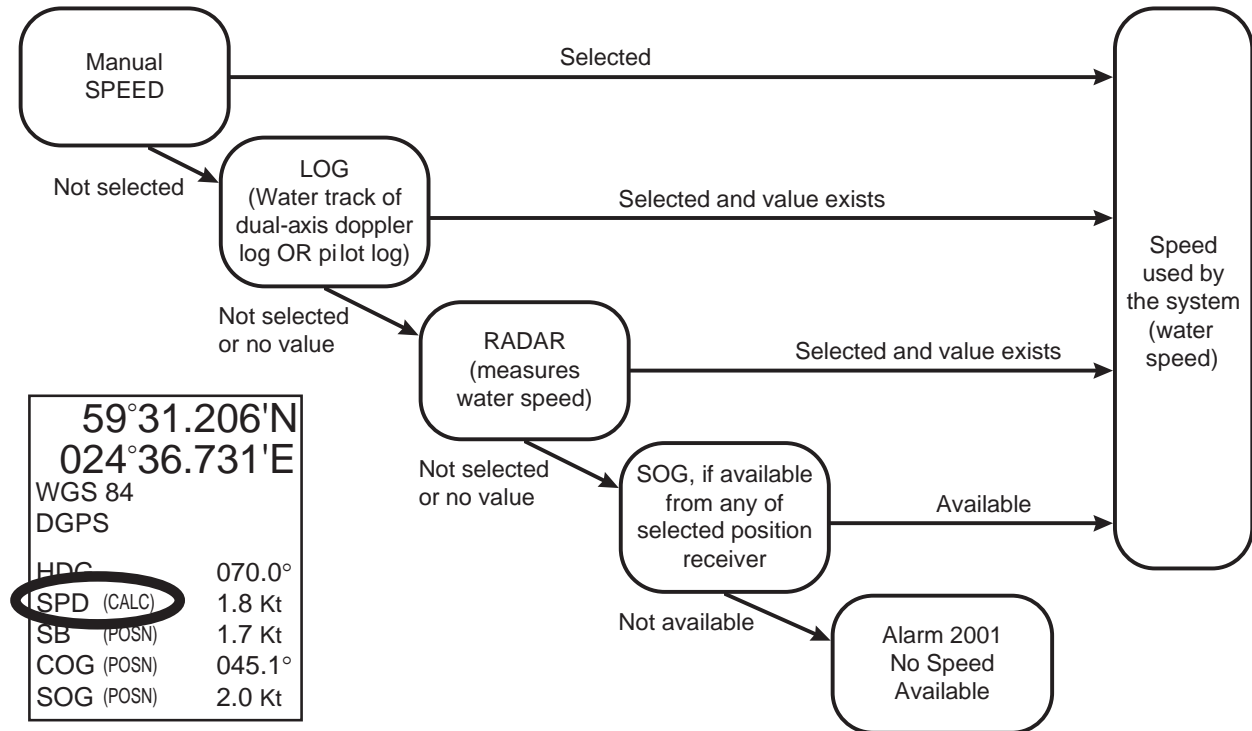 Manual
SPEED
Selected
Not selected
LOG
(Water track of
dual-axis doppler
log OR pilot log)
Selected and value exists
Not selected
or no value
RADAR
(measures
water speed)
Selected and value exists
Not selected
or no value
SOG, if available
from any of
selected position
receiver
Available
Not available
Alarm 2001
No Speed
Available
Speed
used by
the system
(water
speed)
59°31.206'N
024°36.731'E
WGS 84
DGPS
HDG 070.0°
SPD (CALC) 1.8 Kt
SB (POSN) 1.7 Kt
COG (POSN) 045.1°
SOG (POSN) 2.0 Kt